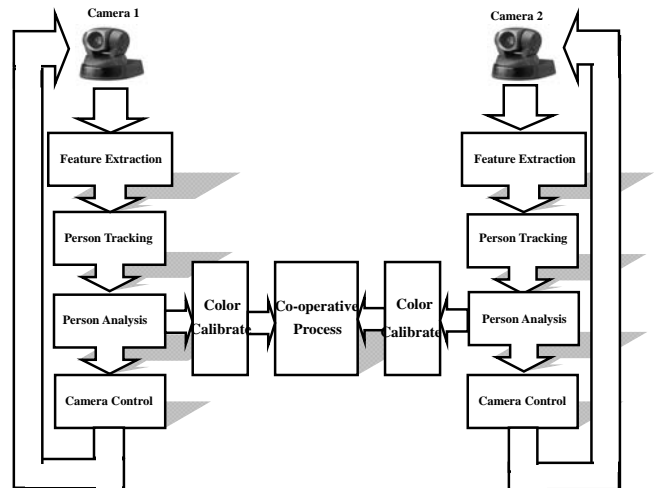 Camera 1
Camera 2
Feature Extraction
Feature Extraction
Person Tracking
Person Tracking
Color
Calibrate
Co-operative
Process
Color
Calibrate
Person Analysis
Person Analysis
Camera Control
Camera Control